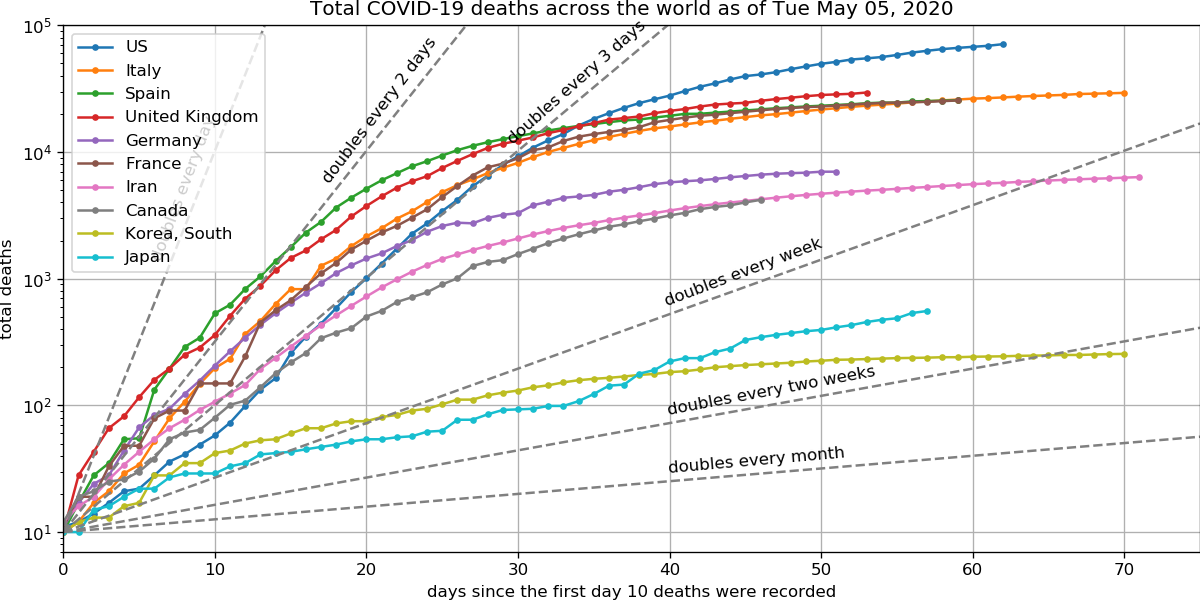 Total COVID-19 deaths across the world as of Tue May 05, 2020
10⁵
10⁴
10³
10²
10¹
total deaths
US
Italy
Spain
United Kingdom
Germany
France
Iran
Canada
Korea, South
Japan
doubles every day
doubles every 2 days
doubles every 3 days
doubles every week
doubles every two weeks
doubles every month
0 10 20 30 40 50 60 70
days since the first day 10 deaths were recorded